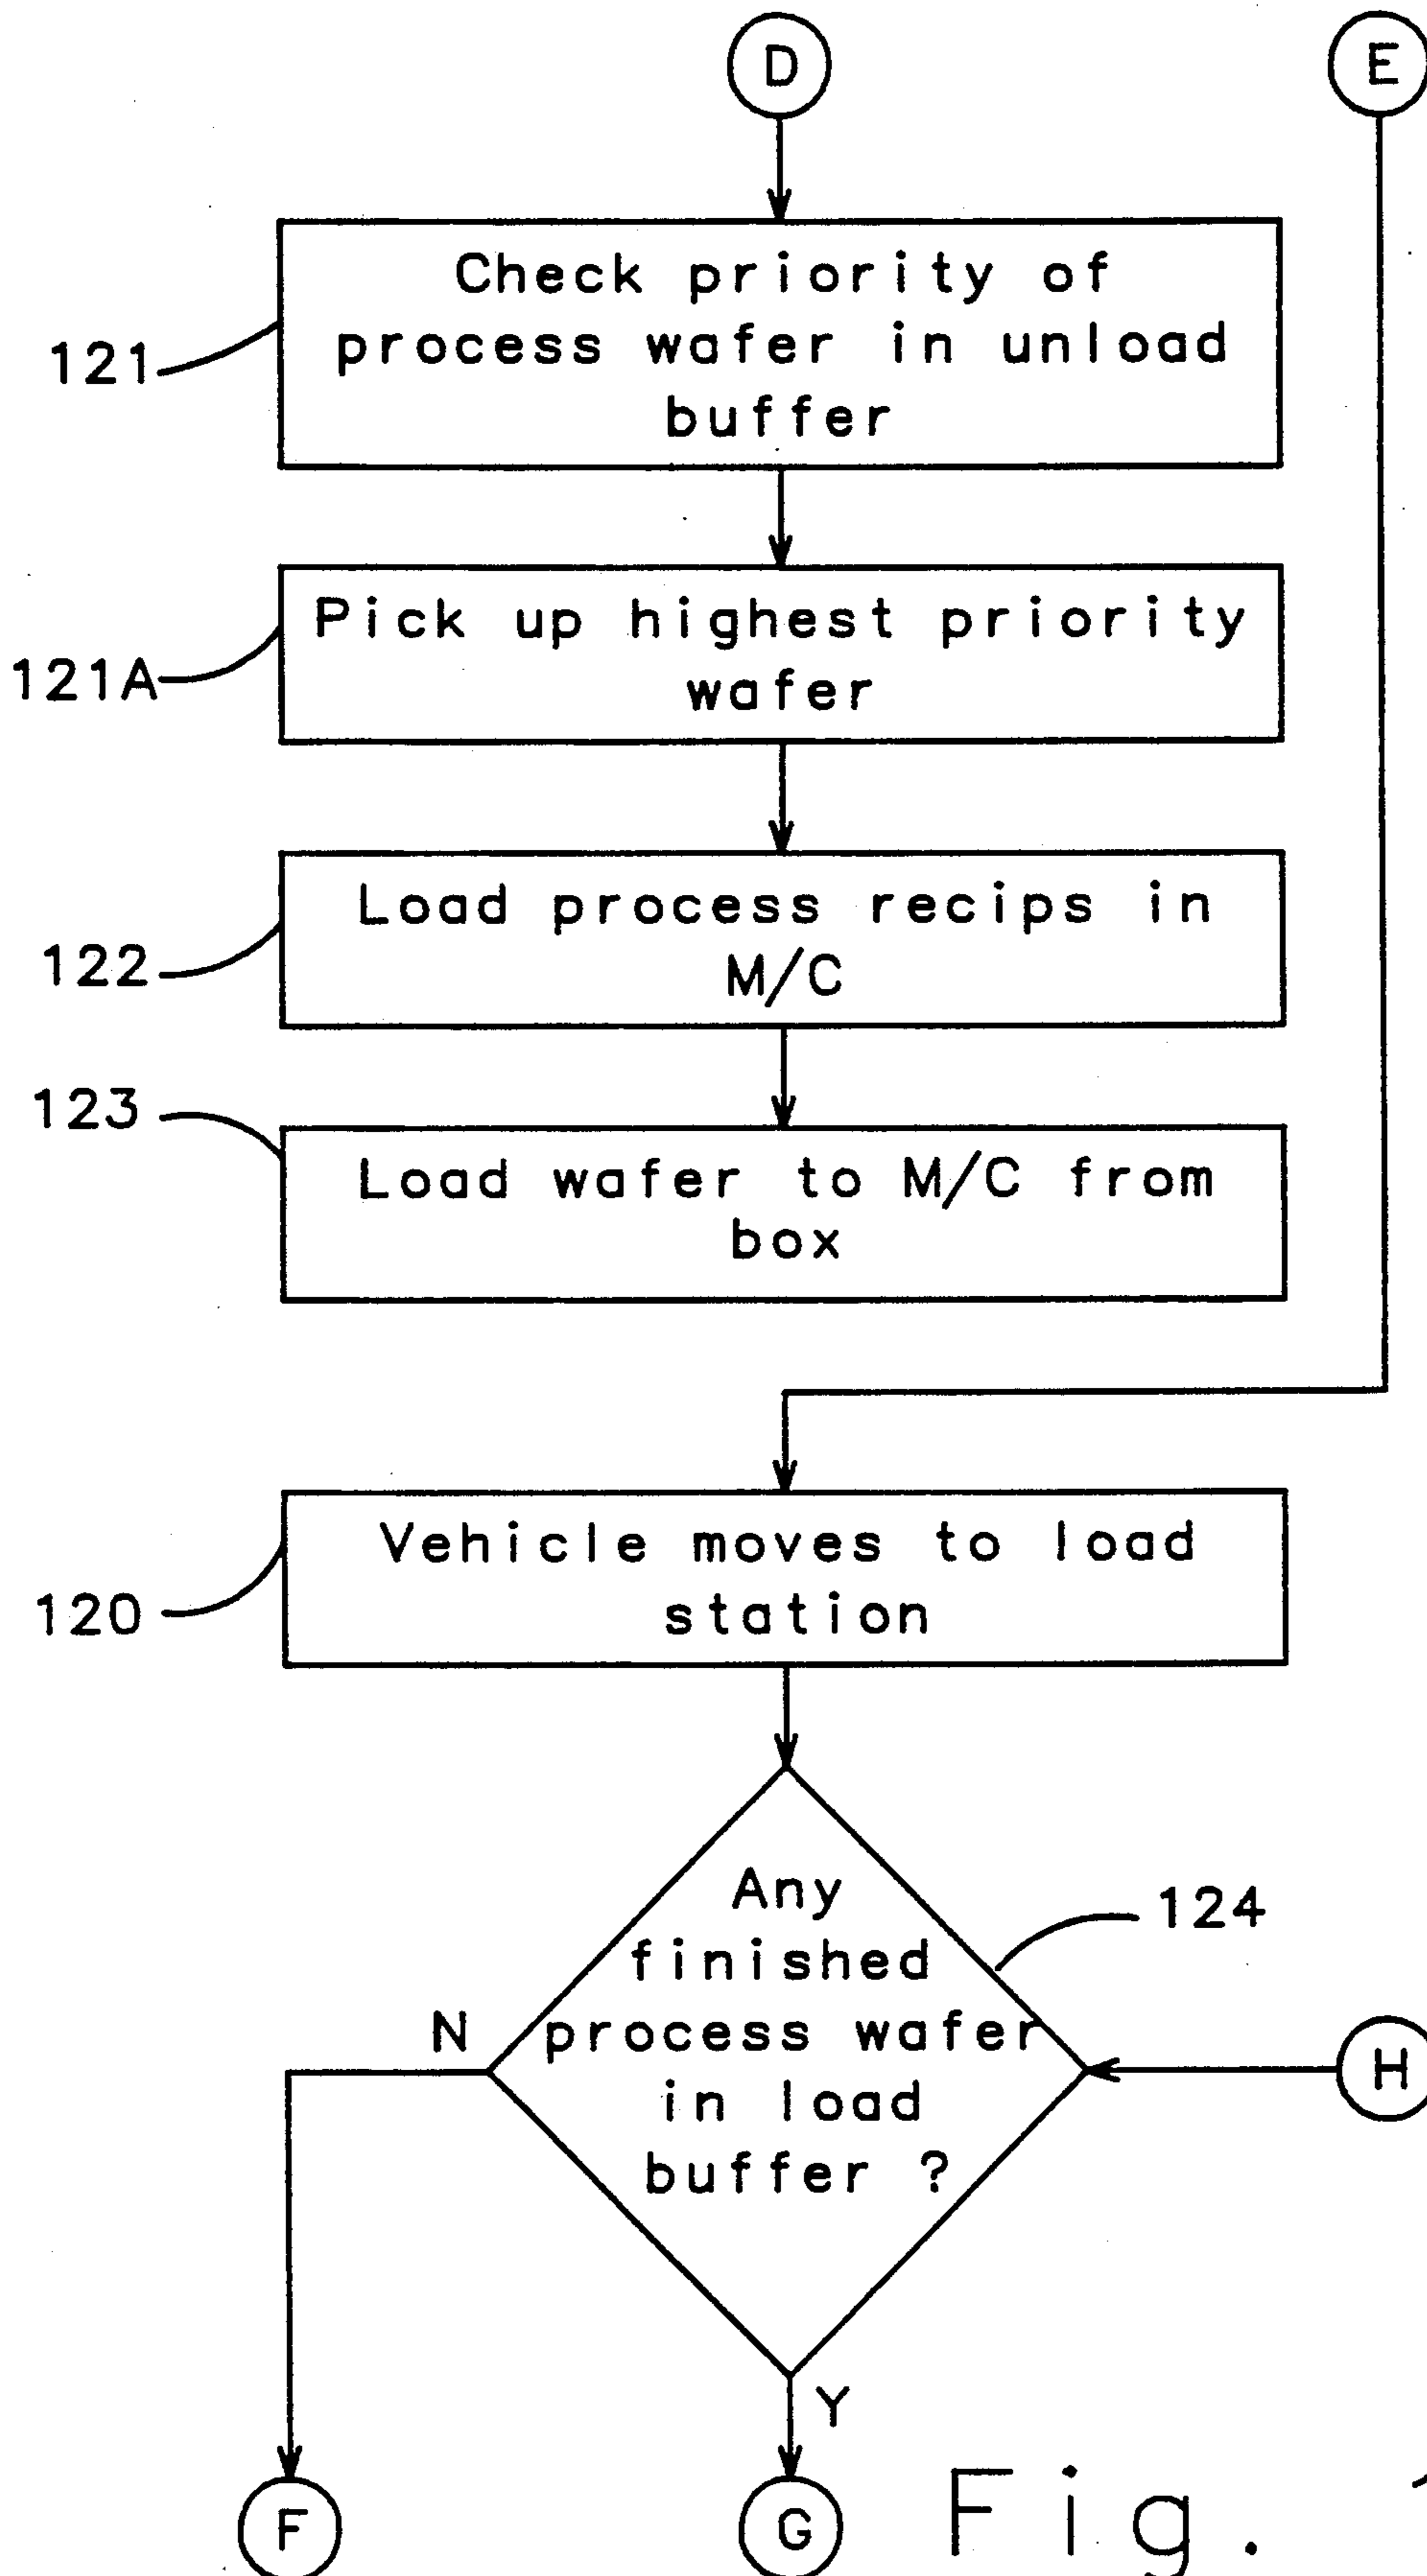 D
E
Check priority of
process wafer in unload
buffer
121
Pick up highest priority
wafer
121A
Load process recips in
M/C
122
123
Load wafer to M/C from
box
Vehicle moves to load
station
120
Any
finished
process wafer
in load
buffer ?
124
N
H
Y
F
G
Fig.